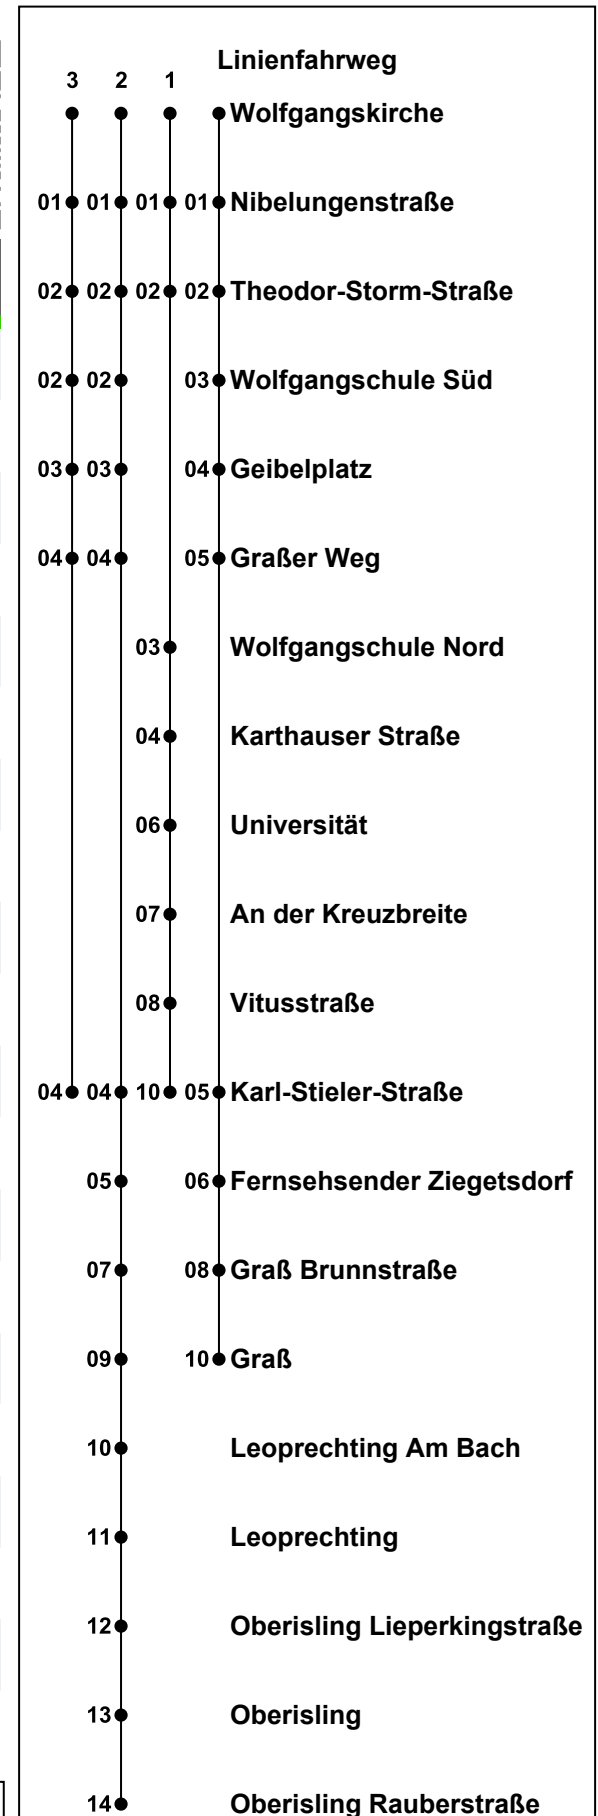 Linienfahrweg
3 2 1
Wolfgangskirche
01 01 01 01 Nibelungenstraße
02 02 02 02 Theodor-Storm-Straße
02 02 03 Wolfgangschule Süd
03 03 04 Geibelplatz
04 04 05 Graßer Weg
03 Wolfgangschule Nord
04 Karthauser Straße
06 Universität
07 An der Kreuzbreite
08 Vitusstraße
04 04 10 05 Karl-Stieler-Straße
05 06 Fernsehsender Ziegetsdorf
07 08 Graß Brunnstraße
09 10 Graß
10 Leoprechting Am Bach
11 Leoprechting
12 Oberisling Lieperkingstraße
13 Oberisling
14 Oberisling Rauberstraße